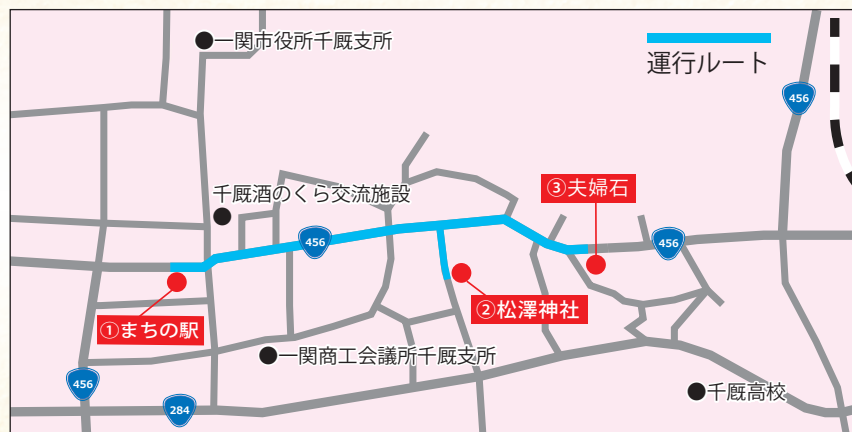 一関市役所千厩支所
運行ルート
456
千厩酒のくら交流施設
③夫婦石
456
456
②松澤神社
①まちの駅
一関商工会議所千厩支所
456
284
千厩高校